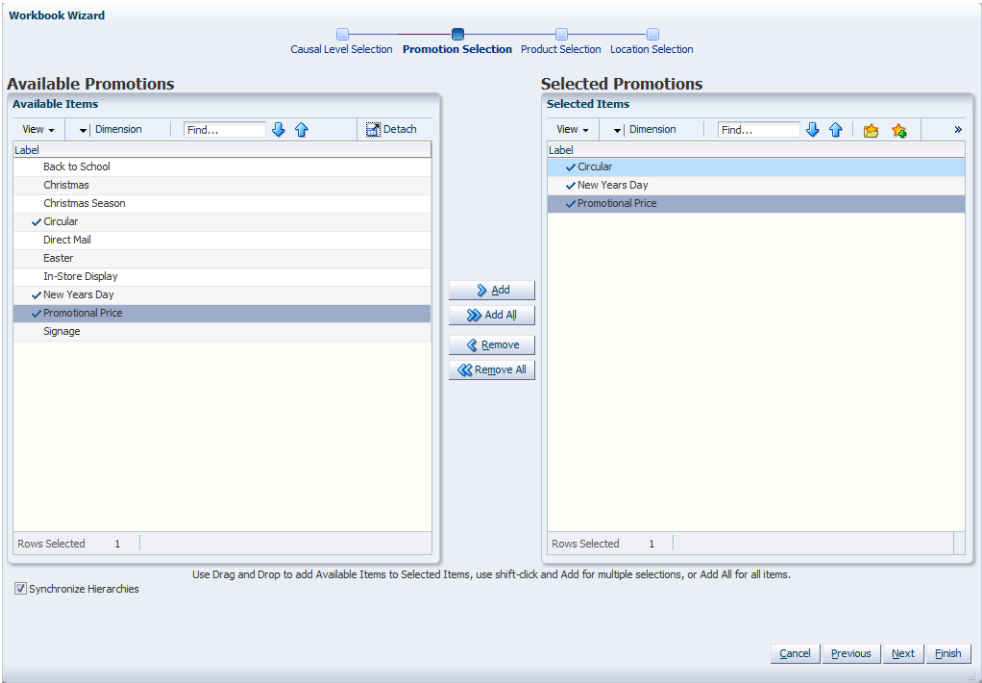 Workbook Wizard
Causal Level Selection Promotion Selection Product Selection Location Selection
Available Promotions
Available Items
View Dimension Find... Detach
Label
Back to School
Christmas
Christmas Season
Circular
Direct Mail
Easter
In-Store Display
New Years Day
Promotional Price
Signage
Rows Selected 1
Add
Add All
Remove
Remove All
Selected Promotions
Selected Items
View Dimension Find... »
Label
Circular
New Years Day
Promotional Price
Rows Selected 1
Use Drag and Drop to add Available Items to Selected Items, use shift-click and Add for multiple selections, or Add All for all items.
Synchronize Hierarchies
Cancel Previous Next Finish